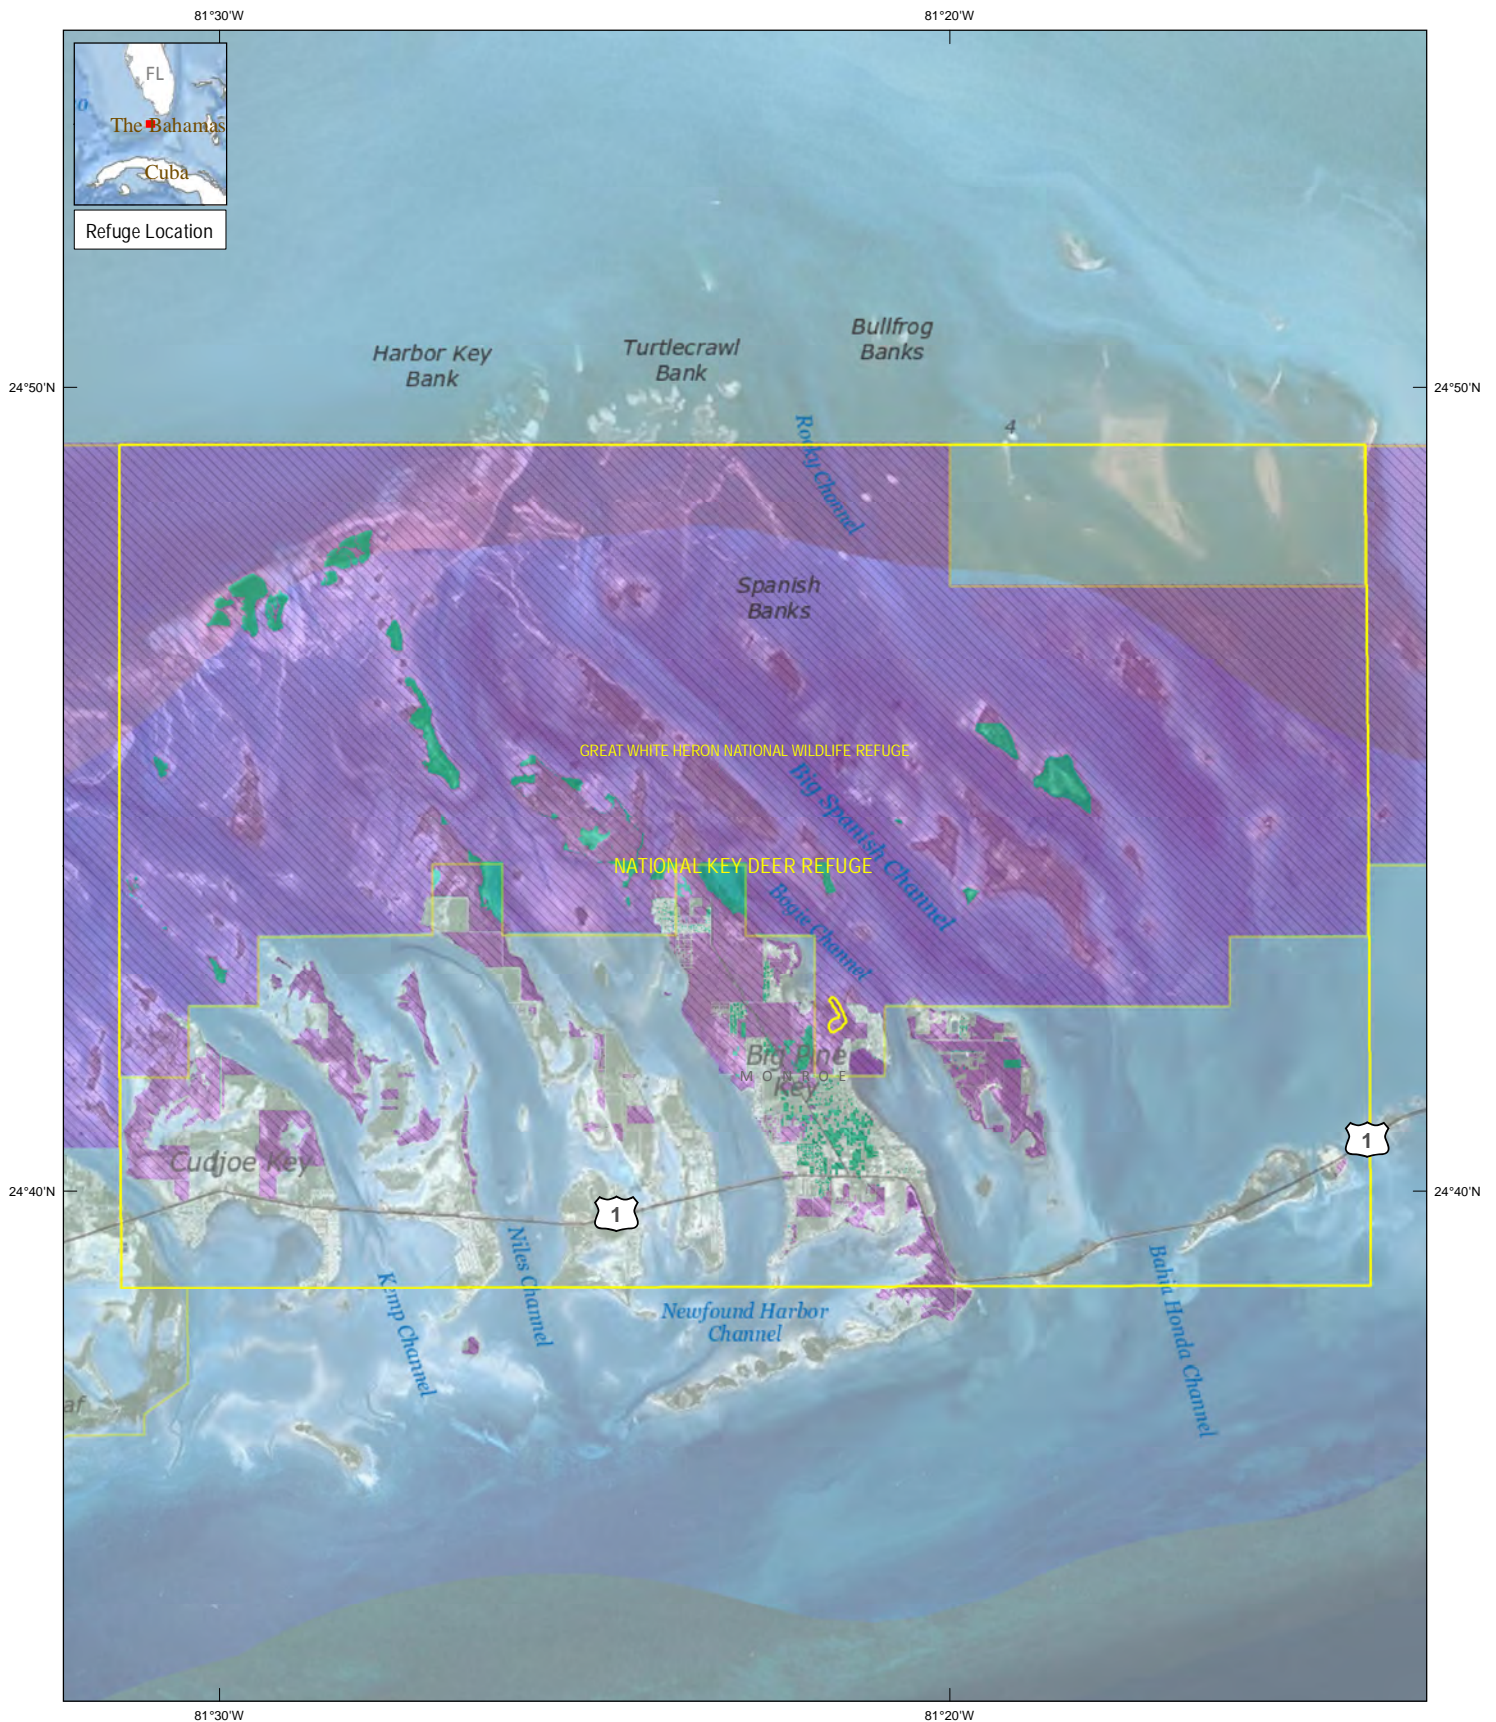 81°30'W
81°20'W
FL
0
The Bahamas
Cuba
Refuge Location
Bullfrog
Banks
Harbor Key
Bank
Turtlecrawl
Bank
24°50'N
24°50'N
4
Rocky Channel
Spanish
Banks
GREAT WHITE HERON NATIONAL WILDLIFE REFUGE
Big Spanish Channel
NATIONAL KEY DEER REFUGE
Bogie Channel
Big Pine
MONROE
Key
1
Cudjoe Key
24°40'N
24°40'N
1
Niles Channel
Kemp Channel
Bahia Honda Channel
Newfound Harbor
Channel
af
81°30'W
81°20'W